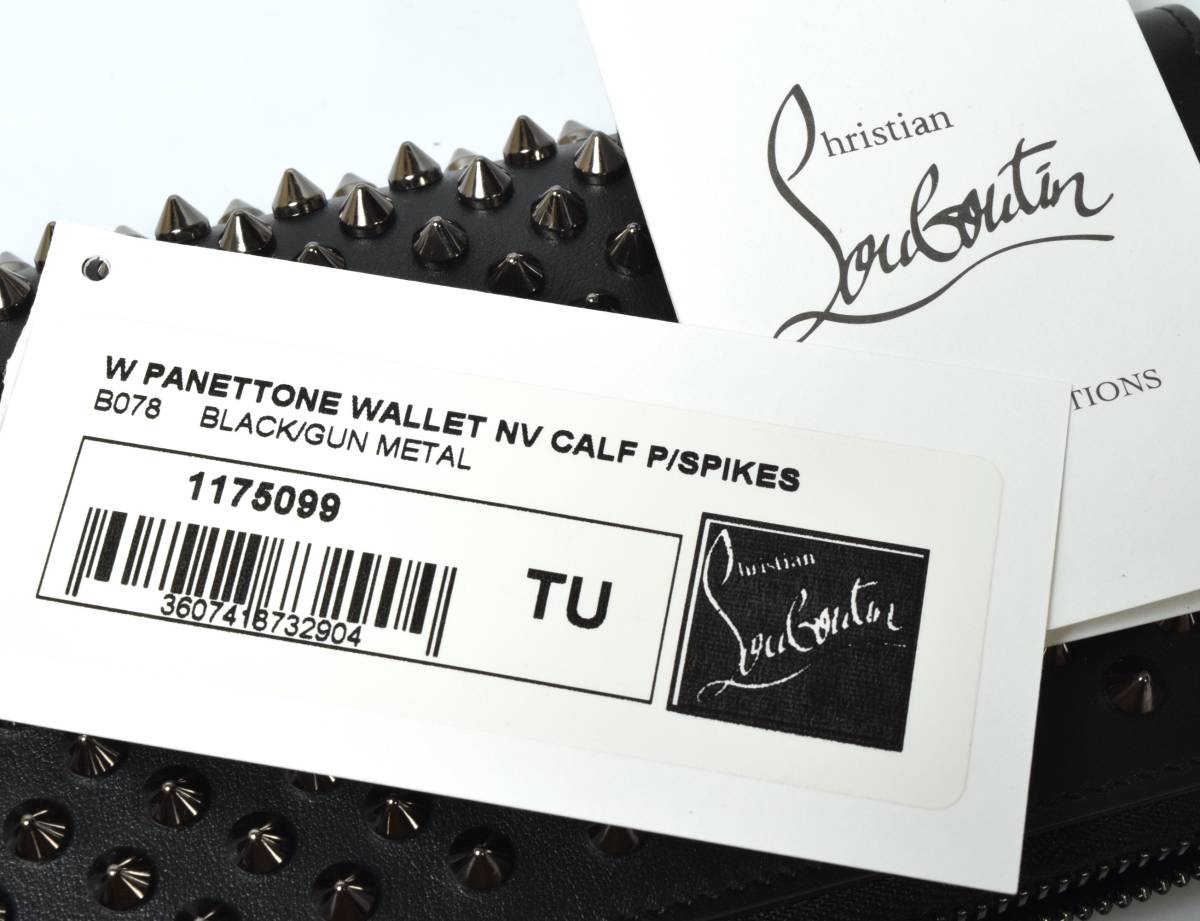 Christian
Louboutin
TIONS
W PANETTONE WALLET NV CALF P/SPIKES
B078 BLACK/GUN METAL
1175099
3607418732904
TU
Christian
Louboutin